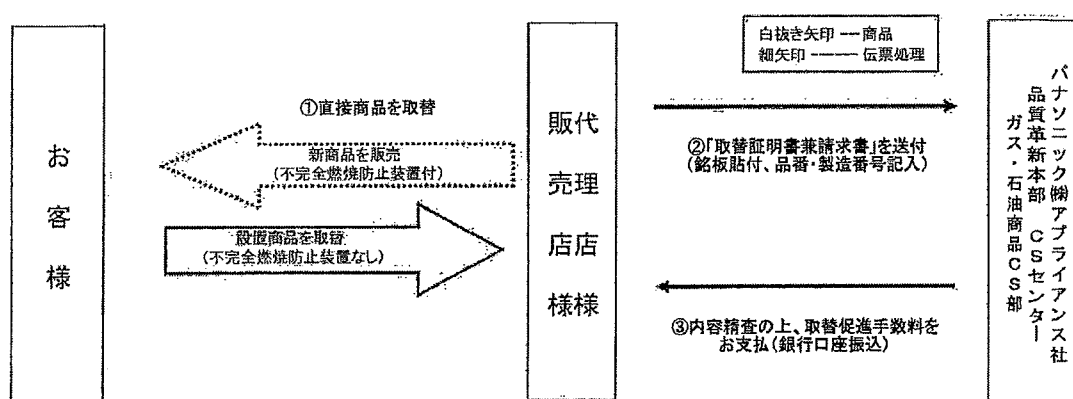 白抜き矢印 ── 商品
細矢印 ──── 伝票処理
お客様
①直接商品を取替
新商品を販売
(不完全燃焼防止装置付)
設置商品を取替
(不完全燃焼防止装置なし)
代理店様
販売店様
②「取替証明書兼請求書」を送付
(銘板貼付、品番・製造番号記入)
③内容精査の上、取替促進手数料を
お支払(銀行口座振込)
パナソニック㈱アプライアンス社
品質革新本部 CSセンター
ガス・石油商品CS部